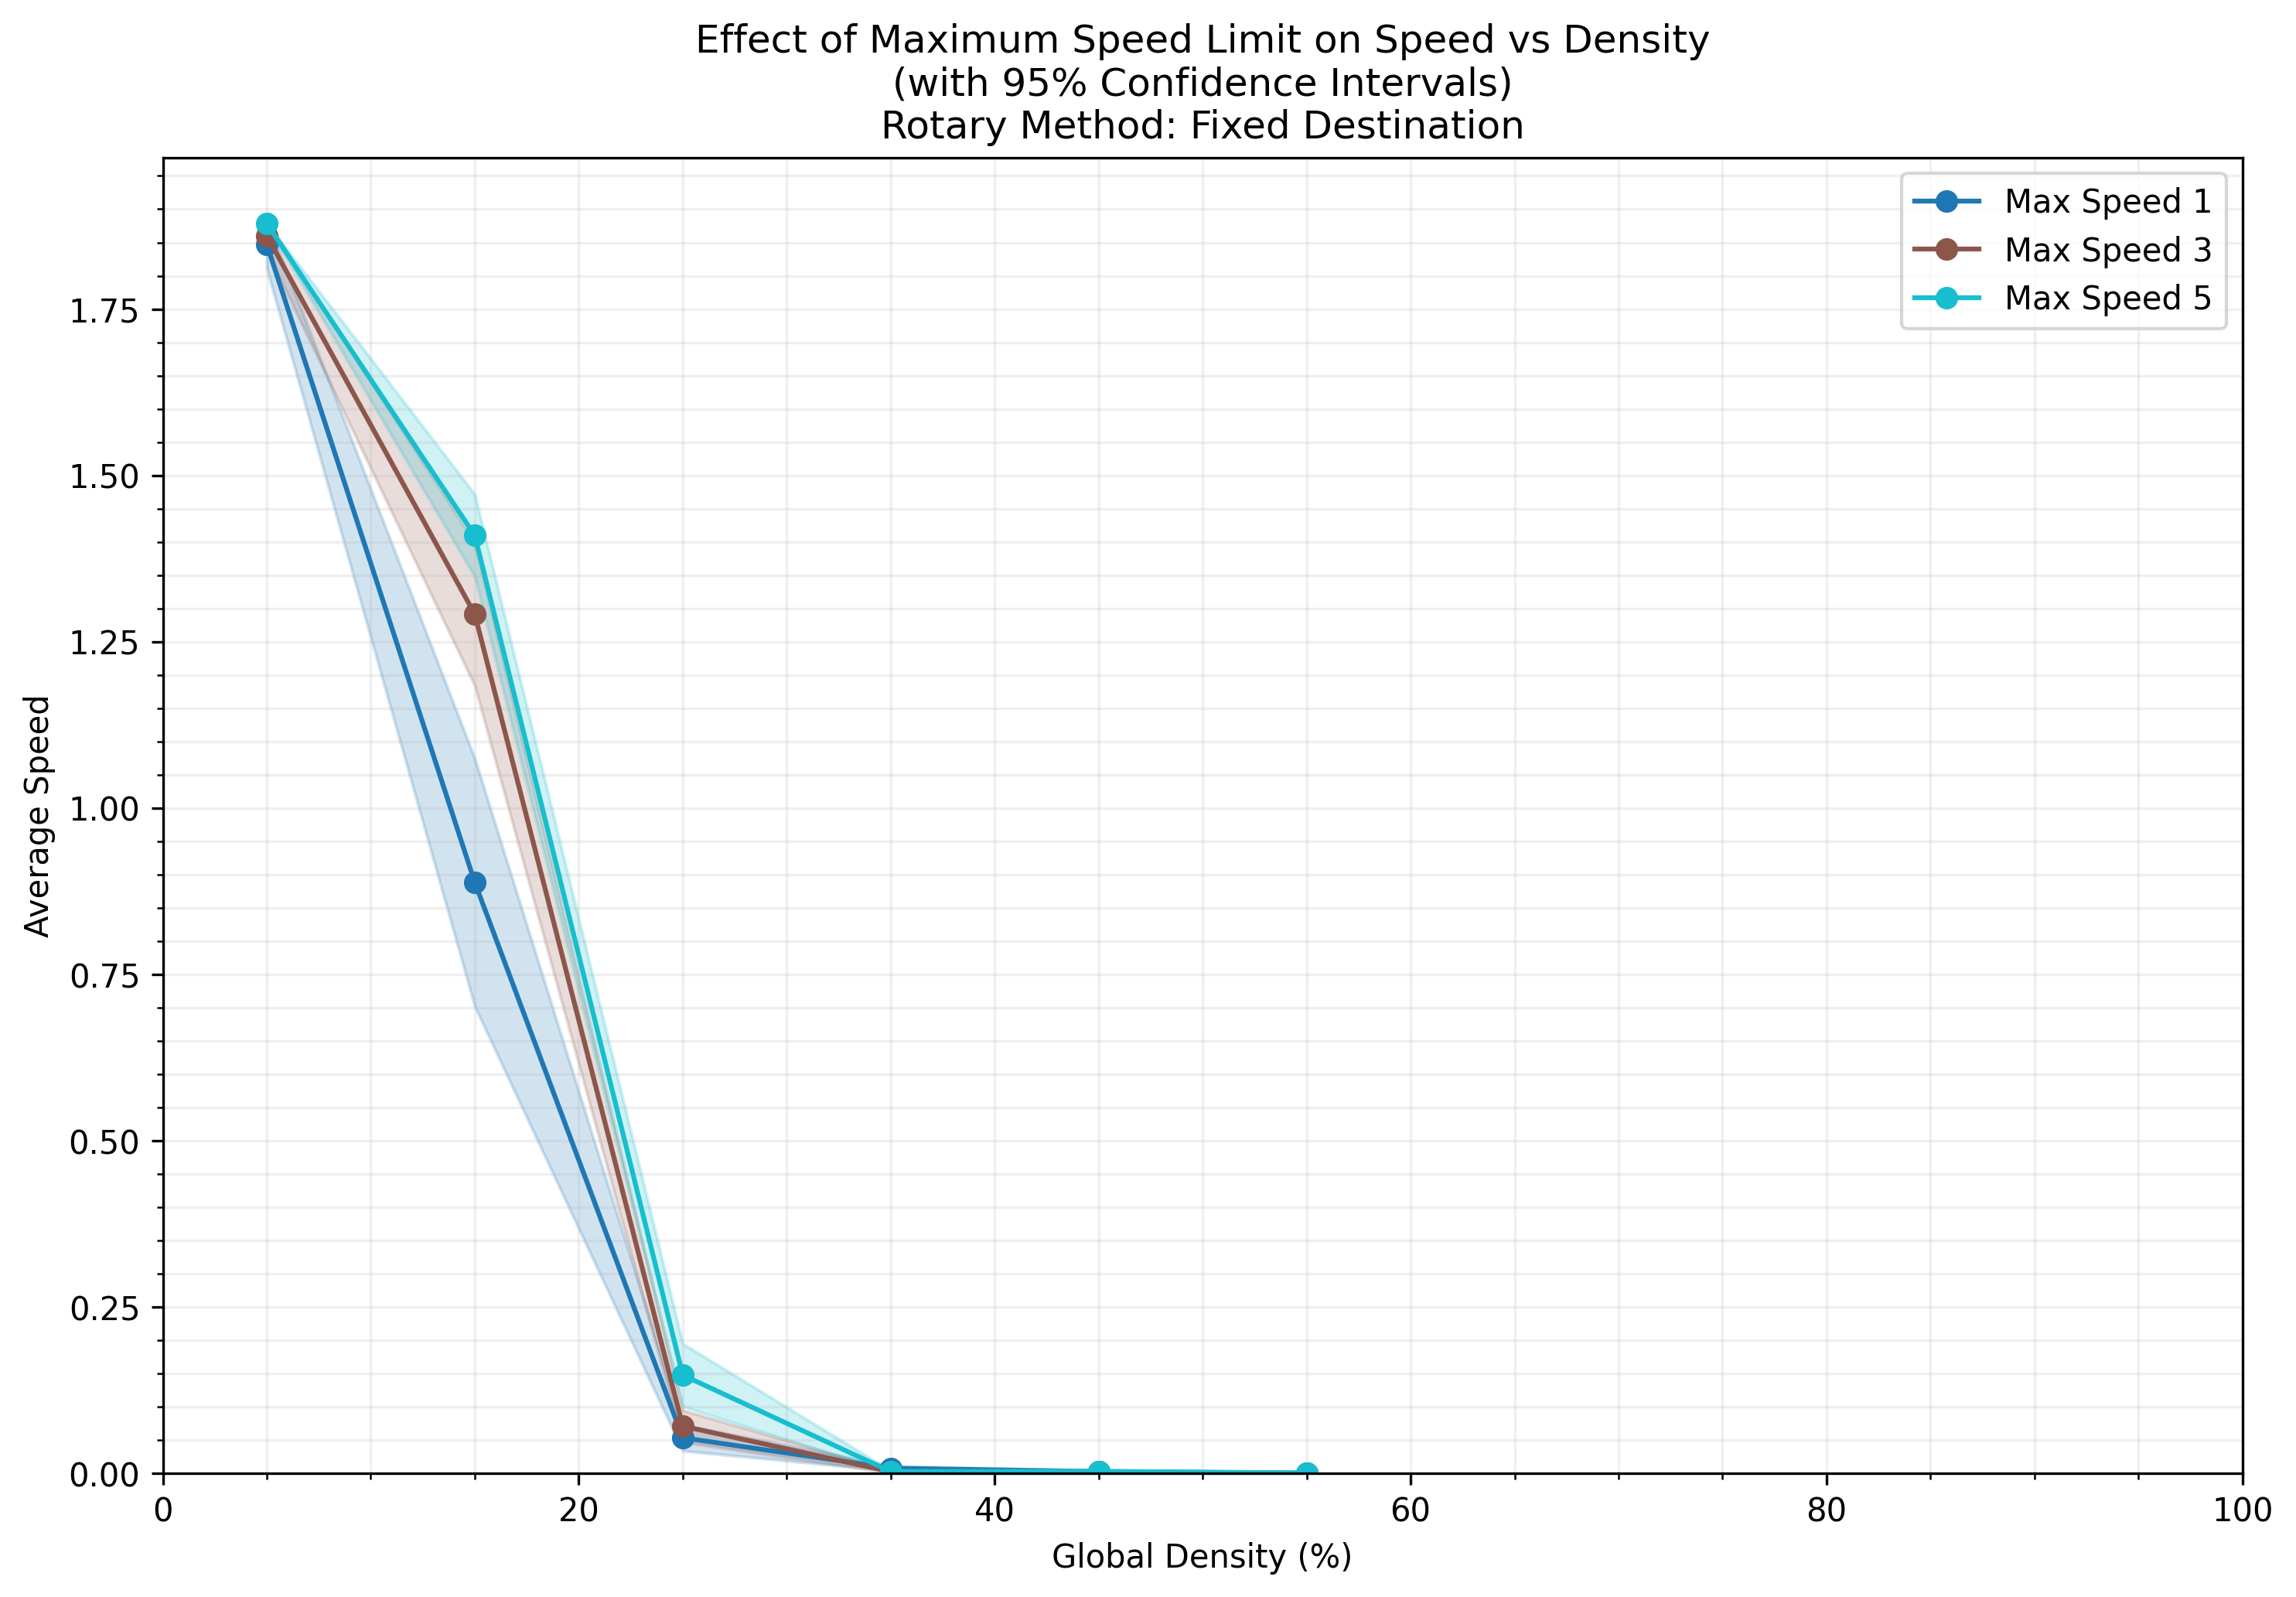 Effect of Maximum Speed Limit on Speed vs Density
(with 95% Confidence Intervals)
Rotary Method: Fixed Destination
Max Speed 1
Max Speed 3
Max Speed 5
Average Speed
1.75
1.50
1.25
1.00
0.75
0.50
0.25
0.00
0 20 40 60 80 100
Global Density (%)